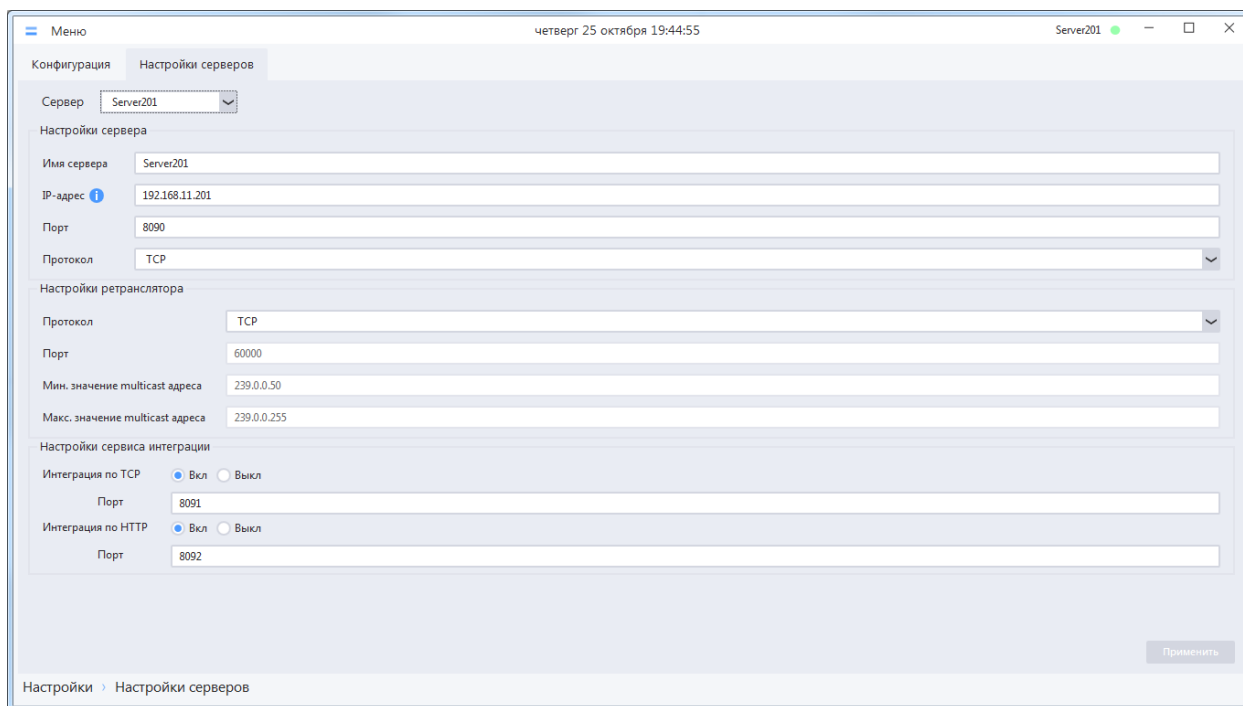 Меню четверг 25 октября 19:44:55 Server201
Конфигурация Настройки серверов
Сервер Server201
Настройки сервера
Имя сервера Server201
IP-адрес 192.168.11.201
Порт 8090
Протокол TCP
Настройки ретранслятора
Протокол TCP
Порт 60000
Мин. значение multicast адреса 239.0.0.50
Макс. значение multicast адреса 239.0.0.255
Настройки сервиса интеграции
Интеграция по TCP Вкл Выкл
Порт 8091
Интеграция по HTTP Вкл Выкл
Порт 8092
Применить
Настройки › Настройки серверов